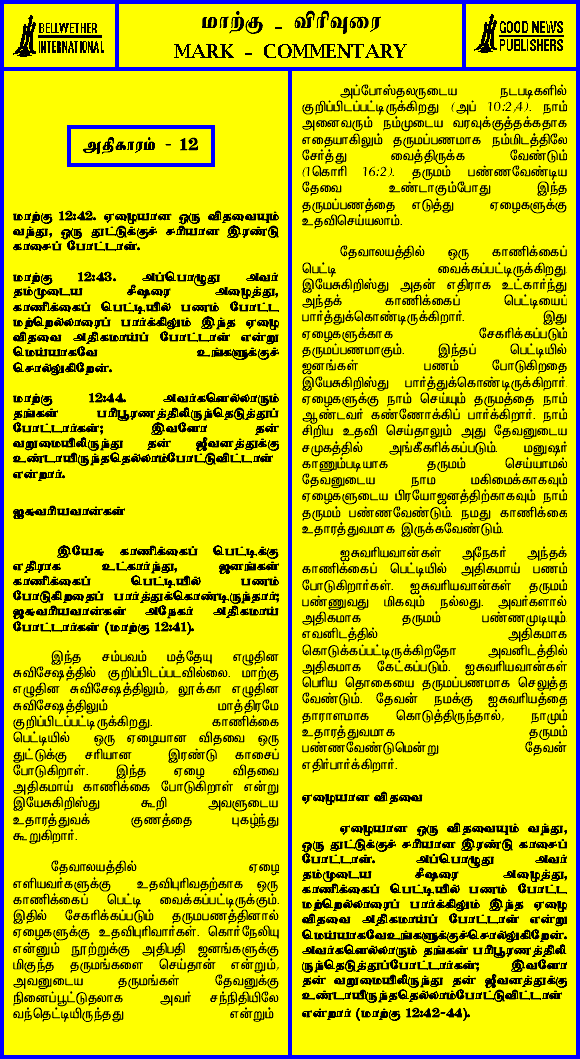 BELLWETHER
INTERNATIONAL
மாற்கு - விரிவுரை
MARK - COMMENTARY
GOOD NEWS
PUBLISHERS
அதிகாரம் - 12
மாற்கு 12:42. ஏழையான ஒரு விதவையும்
வந்து, ஒரு துட்டுக்குச் சரியான இரண்டு
காசைப் போட்டாள்.
மாற்கு 12:43. அப்பொழுது அவர்
தம்முடைய சீஷரை அழைத்து,
காணிக்கைப் பெட்டியில் பணம் போட்ட
மற்றெல்லாரைப் பார்க்கிலும் இந்த ஏழை
விதவை அதிகமாய்ப் போட்டாள் என்று
மெய்யாகவே உங்களுக்குச்
சொல்லுகிறேன்.
மாற்கு 12:44. அவர்களெல்லாரும்
தங்கள் பரிபூரணத்திலிருந்தெடுத்துப்
போட்டார்கள்; இவளோ தன்
வறுமையிலிருந்து தன் ஜீவனத்துக்கு
உண்டாயிருந்ததெல்லாம்போட்டுவிட்டாள்
என்றார்.
ஐசுவரியவான்கள்
இயேசு காணிக்கைப் பெட்டிக்கு
எதிராக உட்கார்ந்து, ஜனங்கள்
காணிக்கைப் பெட்டியில் பணம்
போடுகிறதைப் பார்த்துக்கொண்டிருந்தார்;
ஐசுவரியவான்கள் அநேகர் அதிகமாய்
போட்டார்கள் (மாற்கு 12:41).
இந்த சம்பவம் மத்தேயு எழுதின
சுவிசேஷத்தில் குறிப்பிடப்படவில்லை. மாற்கு
எழுதின சுவிசேஷத்திலும், லூக்கா எழுதின
சுவிசேஷத்திலும் மாத்திரமே
குறிப்பிடப்பட்டிருக்கிறது. காணிக்கை
பெட்டியில் ஒரு ஏழையான விதவை ஒரு
துட்டுக்கு சரியான இரண்டு காசைப்
போடுகிறாள். இந்த ஏழை விதவை
அதிகமாய் காணிக்கை போடுகிறாள் என்று
இயேசுகிறிஸ்து கூறி அவளுடைய
உதாரத்துவக் குணத்தை புகழ்ந்து
கூறுகிறார்.
தேவாலயத்தில் ஏழை
எளியவர்களுக்கு உதவிபுரிவதற்காக ஒரு
காணிக்கைப் பெட்டி வைக்கப்பட்டிருக்கும்.
இதில் சேகரிக்கப்படும் தருமபணத்தினால்
ஏழைகளுக்கு உதவிபுரிவார்கள். கொர்நேலியு
என்னும் நூற்றுக்கு அதிபதி ஜனங்களுக்கு
மிகுந்த தருமங்களை செய்தான் என்றும்,
அவனுடைய தருமங்கள் தேவனுக்கு
நினைப்பூட்டுதலாக அவர் சந்நிதியிலே
வந்தெட்டியிருந்தது என்றும்
அப்போஸ்தலருடைய நடபடிகளில்
குறிப்பிடப்பட்டிருக்கிறது (அப் 10:2,4). நாம்
அனைவரும் நம்முடைய வரவுக்குத்தக்கதாக
எதையாகிலும் தருமப்பணமாக நம்மிடத்திலே
சேர்த்து வைத்திருக்க வேண்டும்
(1கொரி 16:2). தருமம் பண்ணவேண்டிய
தேவை உண்டாகும்போது இந்த
தருமப்பணத்தை எடுத்து ஏழைகளுக்கு
உதவிசெய்யலாம்.
தேவாலயத்தில் ஒரு காணிக்கைப்
பெட்டி வைக்கப்பட்டிருக்கிறது.
இயேசுகிறிஸ்து அதன் எதிராக உட்கார்ந்து
அந்தக் காணிக்கைப் பெட்டியைப்
பார்த்துக்கொண்டிருக்கிறார். இது
ஏழைகளுக்காக சேகரிக்கப்படும்
தருமப்பணமாகும். இந்தப் பெட்டியில்
ஜனங்கள் பணம் போடுகிறதை
இயேசுகிறிஸ்து பார்த்துக்கொண்டிருக்கிறார்.
ஏழைகளுக்கு நாம் செய்யும் தருமத்தை நாம்
ஆண்டவர் கண்ணோக்கிப் பார்க்கிறார். நாம்
சிறிய உதவி செய்தாலும் அது தேவனுடைய
சமுகத்தில் அங்கீகரிக்கப்படும். மனுஷர்
காணும்படியாக தருமம் செய்யாமல்
தேவனுடைய நாம மகிமைக்காகவும்
ஏழைகளுடைய பிரயோஜனத்திற்காகவும் நாம்
தருமம் பண்ணவேண்டும். நமது காணிக்கை
உதாரத்துவமாக இருக்கவேண்டும்.
ஐசுவரியவான்கள் அநேகர் அந்தக்
காணிக்கைப் பெட்டியில் அதிகமாய் பணம்
போடுகிறார்கள். ஐசுவரியவான்கள் தருமம்
பண்ணுவது மிகவும் நல்லது. அவர்களால்
அதிகமாக தருமம் பண்ணமுடியும்.
எவனிடத்தில் அதிகமாக
கொடுக்கப்பட்டிருக்கிறதோ அவனிடத்தில்
அதிகமாக கேட்கப்படும். ஐசுவரியவான்கள்
பெரிய தொகையை தருமப்பணமாக செலுத்த
வேண்டும். தேவன் நமக்கு ஐசுவரியத்தை
தாராளமாக கொடுத்திருந்தால், நாமும்
உதாரத்துவமாக தருமம்
பண்ணவேண்டுமென்று தேவன்
எதிர்பார்க்கிறார்.
ஏழையான விதவை
ஏழையான ஒரு விதவையும் வந்து,
ஒரு துட்டுக்குச் சரியான இரண்டு காசைப்
போட்டாள். அப்பொழுது அவர்
தம்முடைய சீஷரை அழைத்து,
காணிக்கைப் பெட்டியில் பணம் போட்ட
மற்றெல்லாரைப் பார்க்கிலும் இந்த ஏழை
விதவை அதிகமாய்ப் போட்டாள் என்று
மெய்யாகவேஉங்களுக்குச்சொல்லுகிறேன்.
அவர்களெல்லாரும் தங்கள் பரிபூரணத்திலி
ருந்தெடுத்துப்போட்டார்கள்; இவளோ
தன் வறுமையிலிருந்து தன் ஜீவனத்துக்கு
உண்டாயிருந்ததெல்லாம்போட்டுவிட்டாள்
என்றார் (மாற்கு 12:42-44).